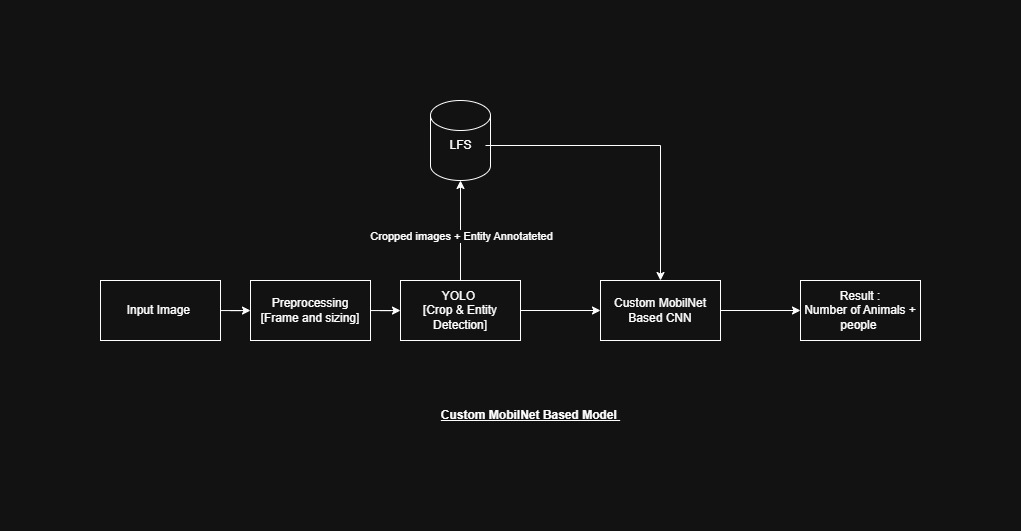 LFS
Cropped images + Entity Annotateted
Input Image
Preprocessing
[Frame and sizing]
YOLO
[Crop & Entity
Detection]
Custom MobilNet
Based CNN
Result :
Number of Animals +
people
Custom MobilNet Based Model